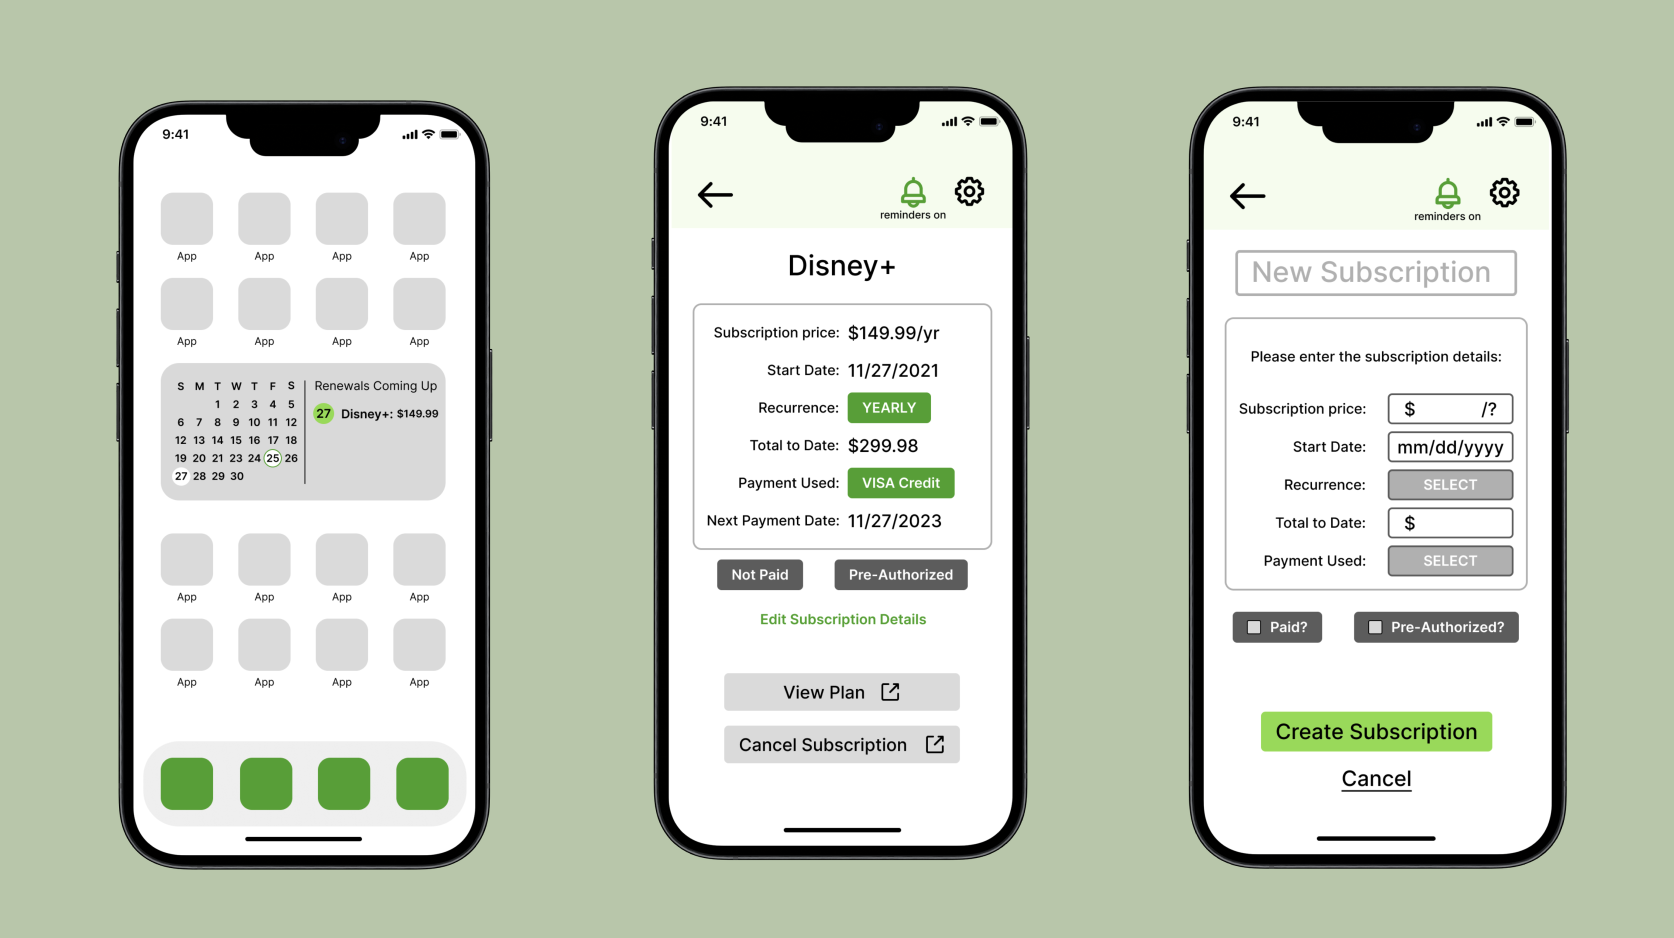 9:41
App App App App
App App App App
S M T W T F S
1 2 3 4 5
6 7 8 9 10 11 12
12 13 14 15 16 17 18
19 20 21 23 24 25 26
27 28 29 30
Renewals Coming Up
27 Disney+: $149.99
App App App App
App App App App
9:41
reminders on
Disney+
Subscription price: $149.99/yr
Start Date: 11/27/2021
Recurrence: YEARLY
Total to Date: $299.98
Payment Used: VISA Credit
Next Payment Date: 11/27/2023
Not Paid Pre-Authorized
Edit Subscription Details
View Plan
Cancel Subscription
9:41
reminders on
New Subscription
Please enter the subscription details:
Subscription price: $ /?
Start Date: mm/dd/yyyy
Recurrence: SELECT
Total to Date: $
Payment Used: SELECT
Paid? Pre-Authorized?
Create Subscription
Cancel